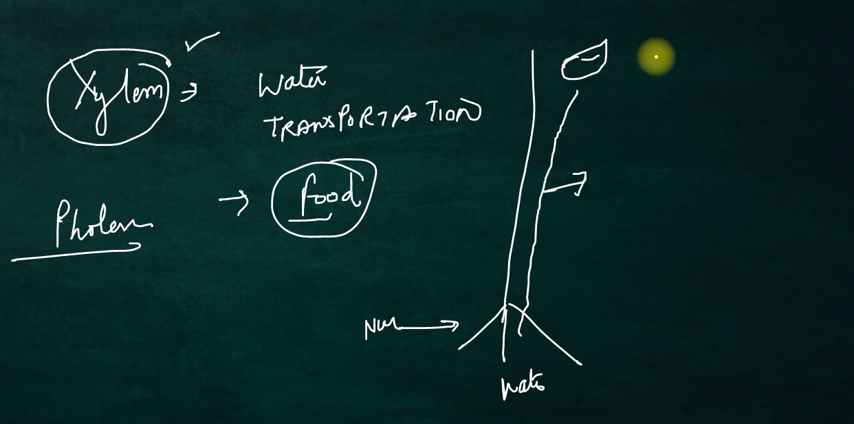 Xylem
Water
TRANSPORTATION
Pholem
food
Nut
Water